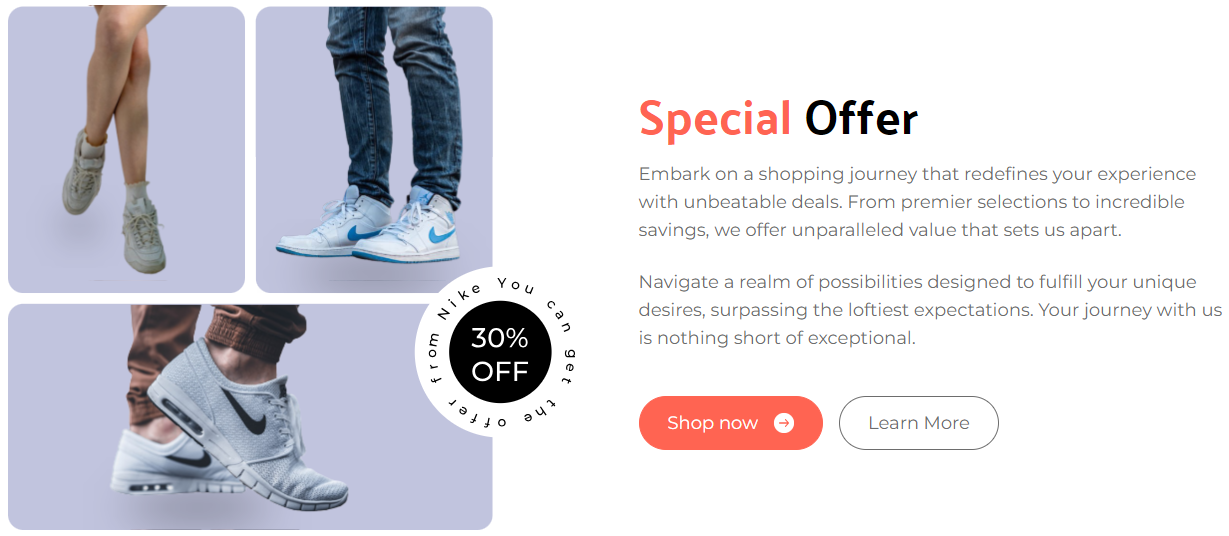 Special Offer
Embark on a shopping journey that redefines your experience
with unbeatable deals. From premier selections to incredible
savings, we offer unparalleled value that sets us apart.
Navigate a realm of possibilities designed to fulfill your unique
desires, surpassing the loftiest expectations. Your journey with us
is nothing short of exceptional.
Shop now
Learn More
You can get the offer from Nike
30%
OFF